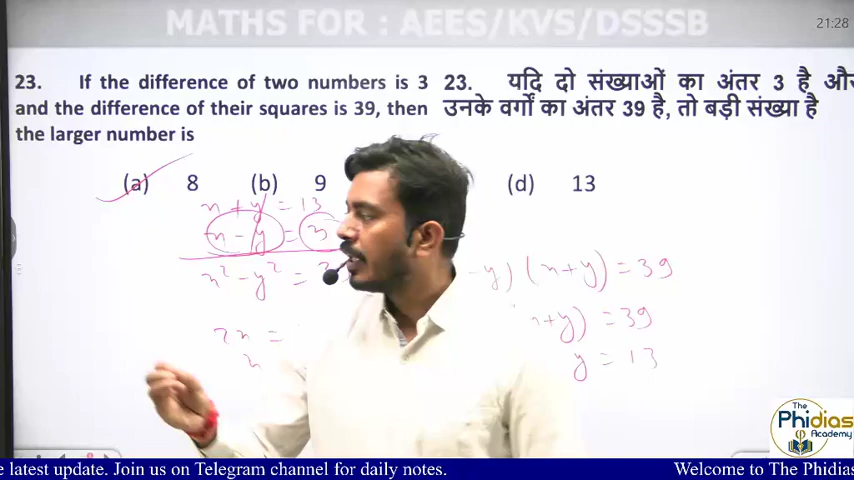 MATHS FOR : AEES/KVS/DSSSB
21:28
23. If the difference of two numbers is 3
and the difference of their squares is 39, then
the larger number is
23. यदि दो संख्याओं का अंतर 3 है और
उनके वर्गों का अंतर 39 है, तो बड़ी संख्या है
(a) 8 (b) 9 (d) 13
x + y = 13
x - y = 3
x² - y² = 3
2x =
x
-y) (x+y) = 39
x+y) = 39
y = 13
The
Phidias
Academy
latest update. Join us on Telegram channel for daily notes.
Welcome to The Phidias